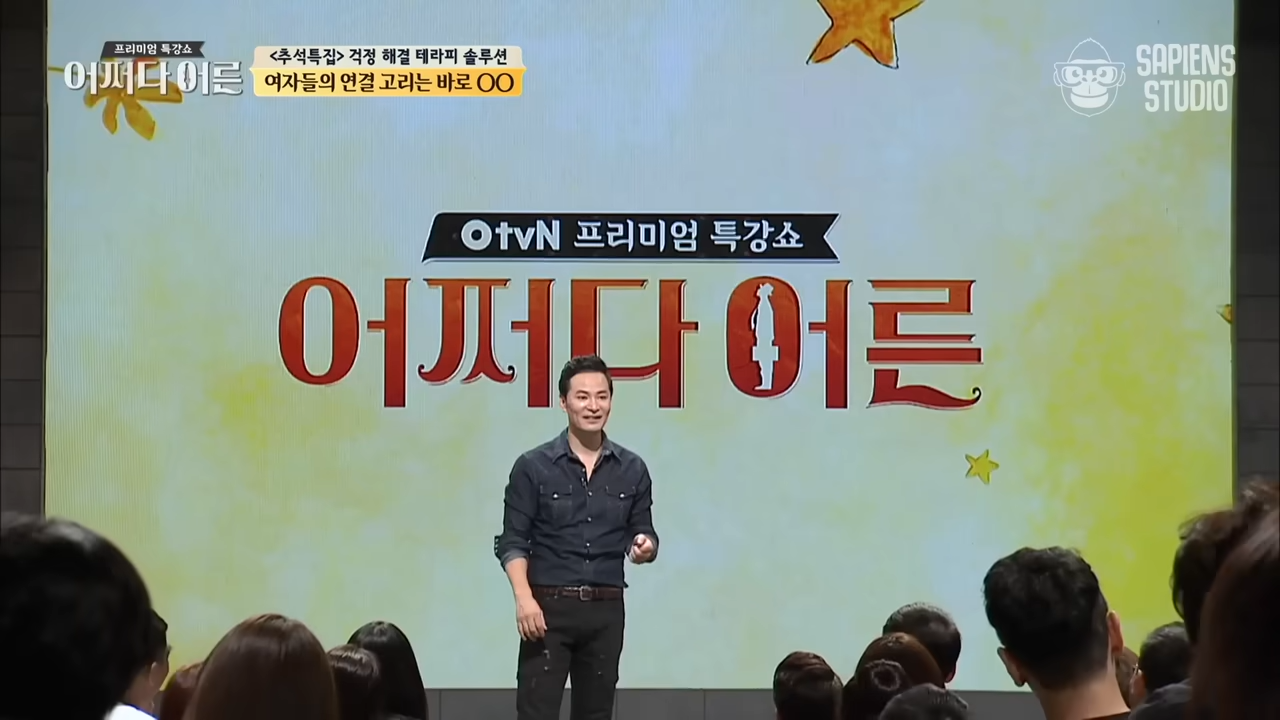 프리미엄 특강쇼
어쩌다 어른
<추석특집> 걱정 해결 테라피 솔루션
여자들의 연결 고리는 바로 OO
SAPIENS
STUDIO
OtvN 프리미엄 특강쇼
어쩌다 어른